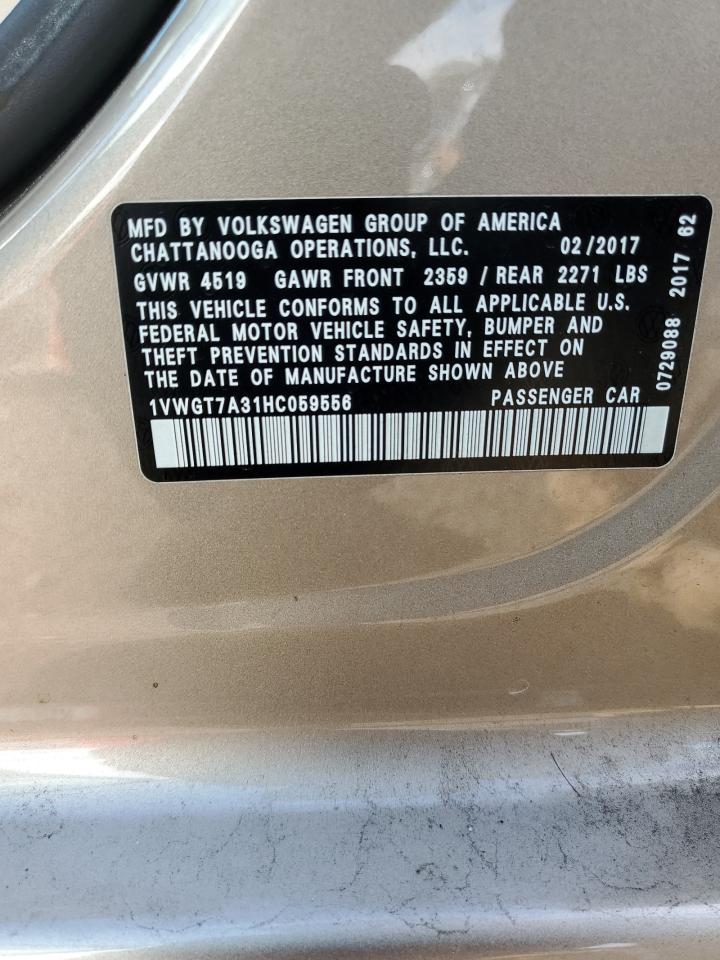 MFD BY VOLKSWAGEN GROUP OF AMERICA
CHATTANOOGA OPERATIONS, LLC. 02/2017
GVWR 4519 GAWR FRONT 2359 / REAR 2271 LBS
THIS VEHICLE CONFORMS TO ALL APPLICABLE U.S.
FEDERAL MOTOR VEHICLE SAFETY, BUMPER AND
THEFT PREVENTION STANDARDS IN EFFECT ON
THE DATE OF MANUFACTURE SHOWN ABOVE
1VWGT7A31HC059556 PASSENGER CAR
0729088 2017 62